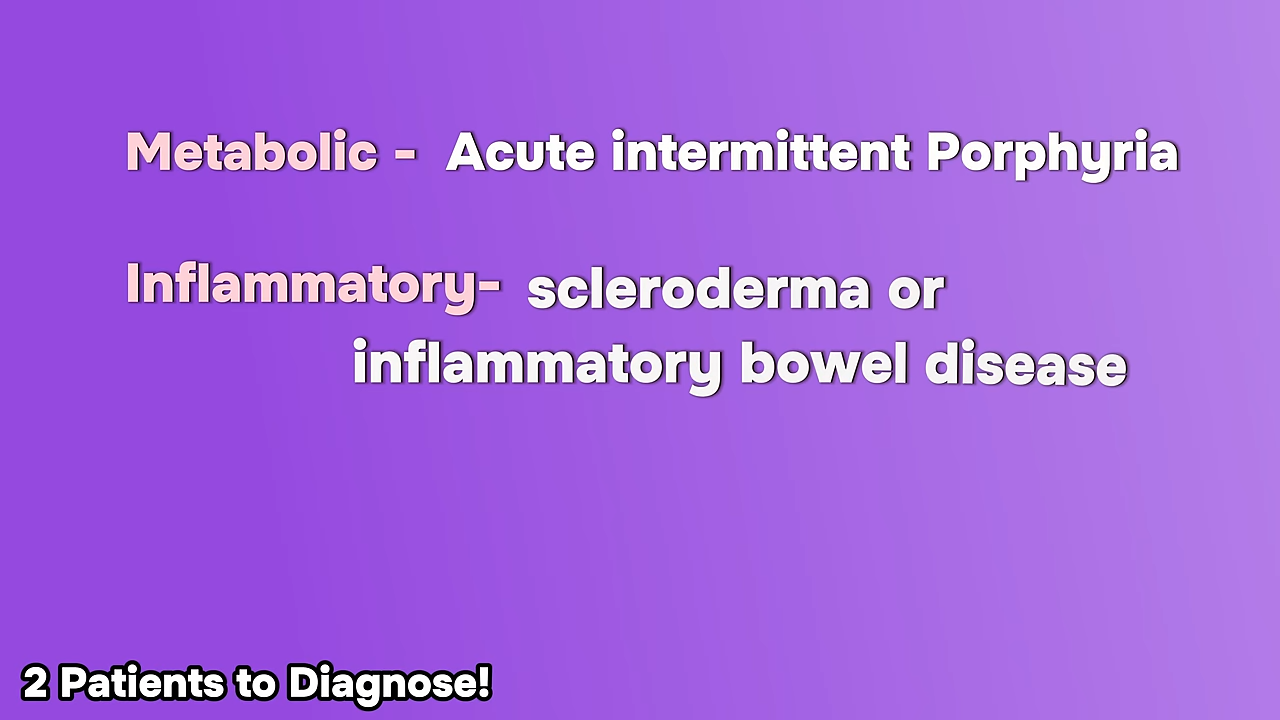 Metabolic - Acute intermittent Porphyria
Inflammatory- scleroderma or
inflammatory bowel disease
2 Patients to Diagnose!